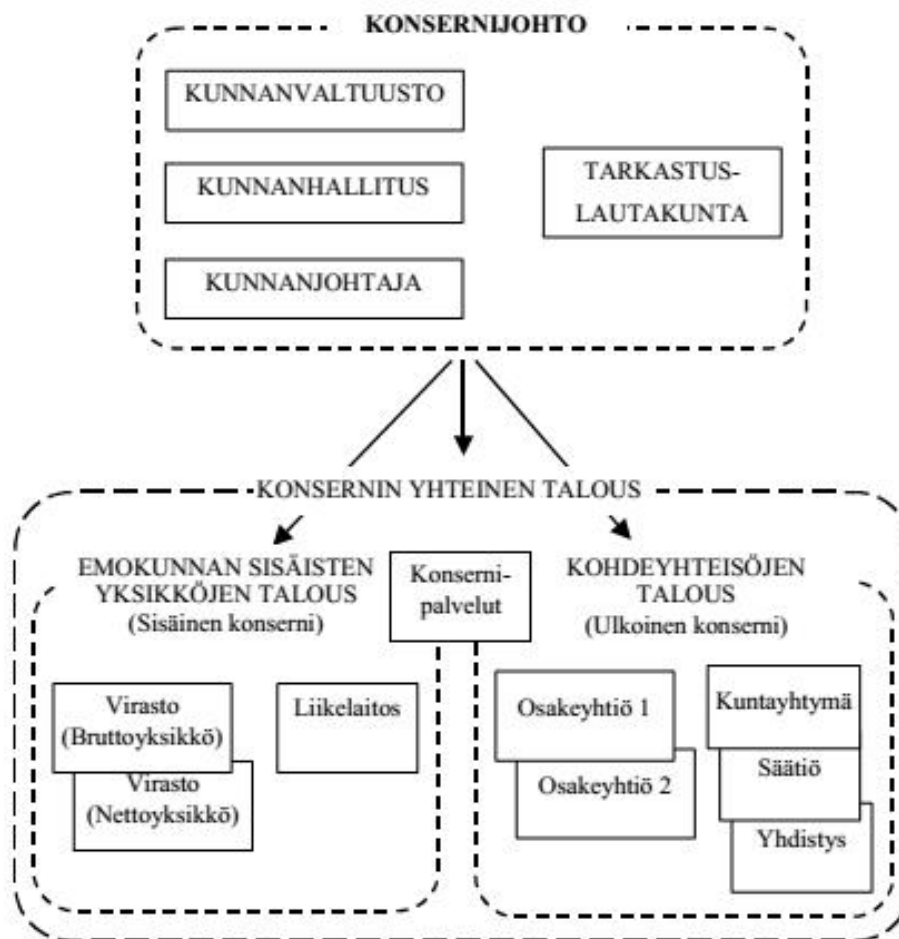 KONSERNIJOHTO
KUNNANVALTUUSTO
KUNNANHALLITUS
KUNNANJOHTAJA
TARKASTUS-
LAUTAKUNTA
KONSERNIN YHTEINEN TALOUS
EMOKUNNAN SISÄISTEN
YKSIKKÖJEN TALOUS
(Sisäinen konserni)
Konserni-
palvelut
KOHDEYHTEISÖJEN
TALOUS
(Ulkoinen konserni)
Virasto
(Bruttoyksikkö)
Virasto
(Nettoyksikkö)
Liikelaitos
Osakeyhtiö 1
Osakeyhtiö 2
Kuntayhtymä
Säätiö
Yhdistys